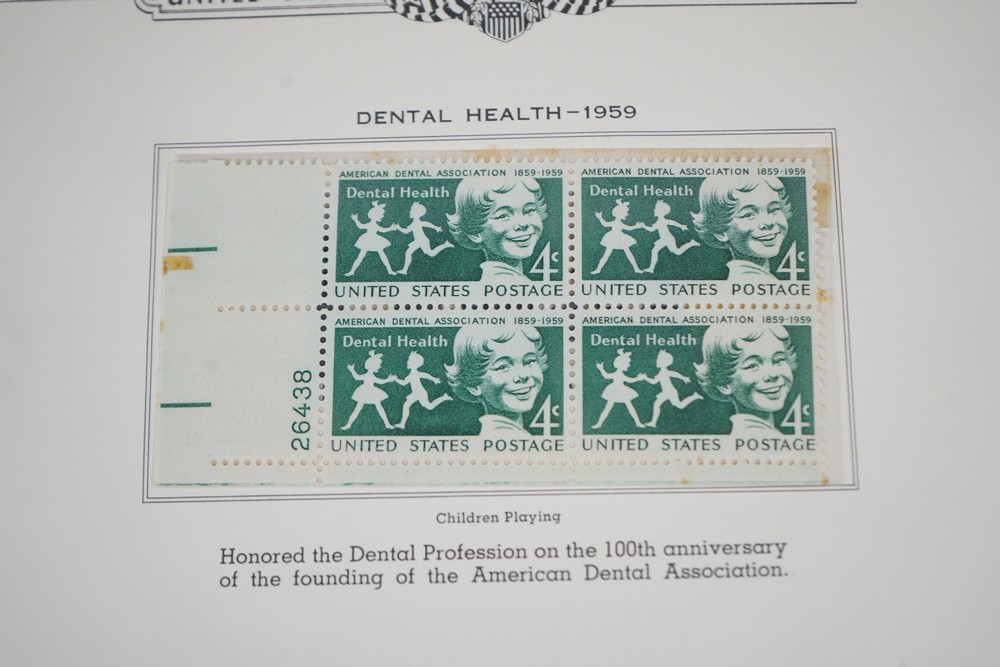 DENTAL HEALTH-1959
AMERICAN DENTAL ASSOCIATION 1859-1959
Dental Health
4c
UNITED STATES POSTAGE
AMERICAN DENTAL ASSOCIATION 1859-1959
Dental Health
4c
UNITED STATES POSTAGE
26438
AMERICAN DENTAL ASSOCIATION 1859-1959
Dental Health
4c
UNITED STATES POSTAGE
AMERICAN DENTAL ASSOCIATION 1859-1959
Dental Health
4c
UNITED STATES POSTAGE
Children Playing
Honored the Dental Profession on the 100th anniversary
of the founding of the American Dental Association.